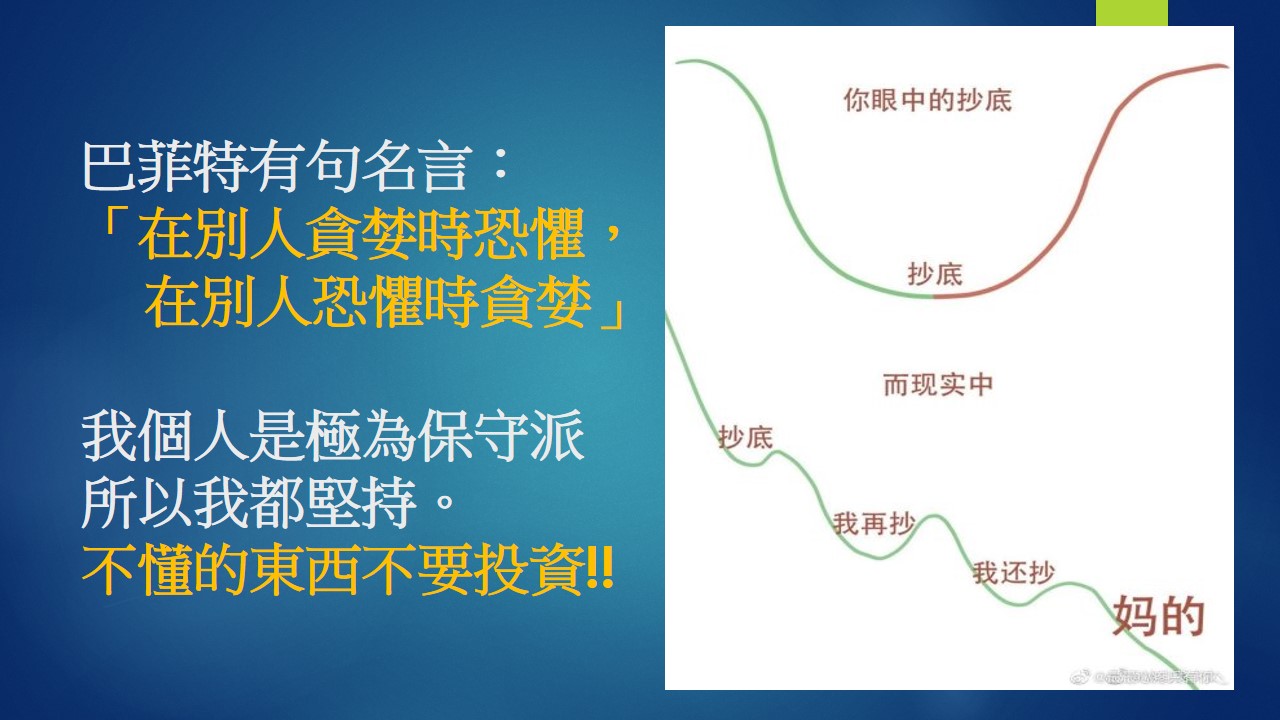 巴菲特有句名言：
「在別人貪婪時恐懼，
在別人恐懼時貪婪」
我個人是極為保守派
所以我都堅持。
不懂的東西不要投資!!
你眼中的抄底
抄底
而现实中
抄底
我再抄
我还抄
妈的